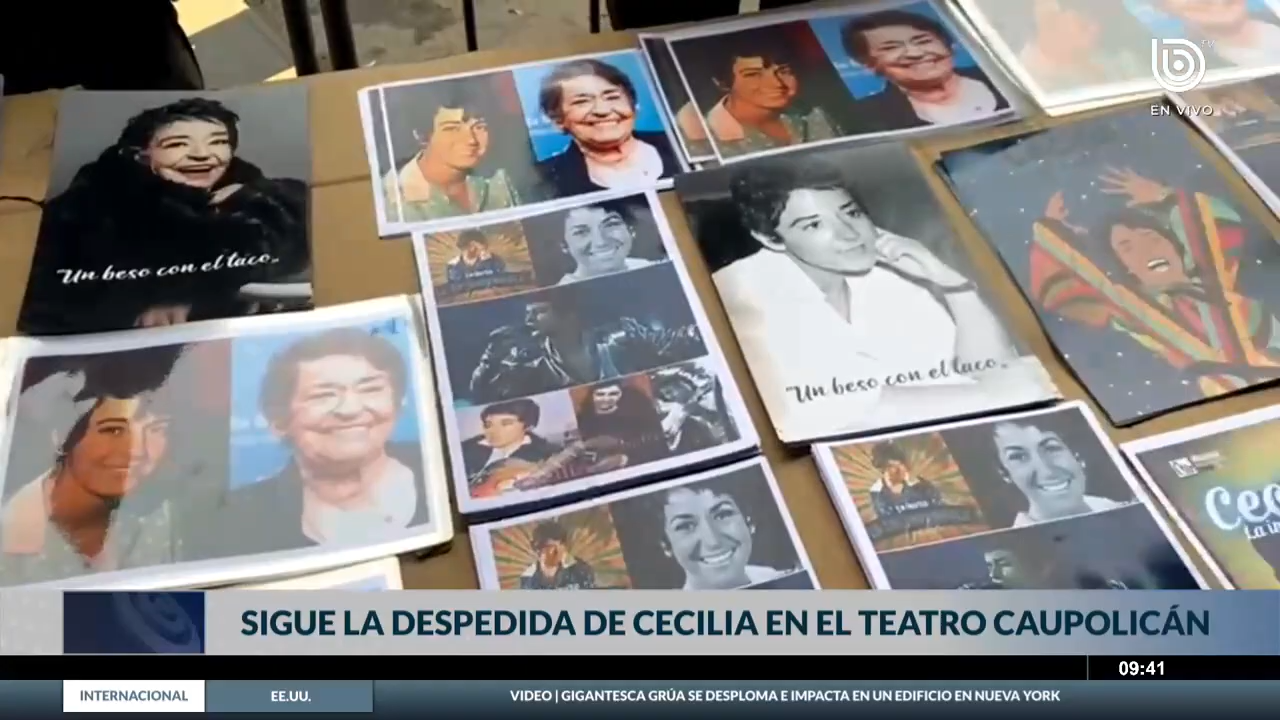 TV
EN VIVO
"Un beso con el taco„
"Un beso con el taco„
SIGUE LA DESPEDIDA DE CECILIA EN EL TEATRO CAUPOLICÁN
09:41
INTERNACIONAL
EE.UU.
VIDEO | GIGANTESCA GRÚA SE DESPLOMA E IMPACTA EN UN EDIFICIO EN NUEVA YORK